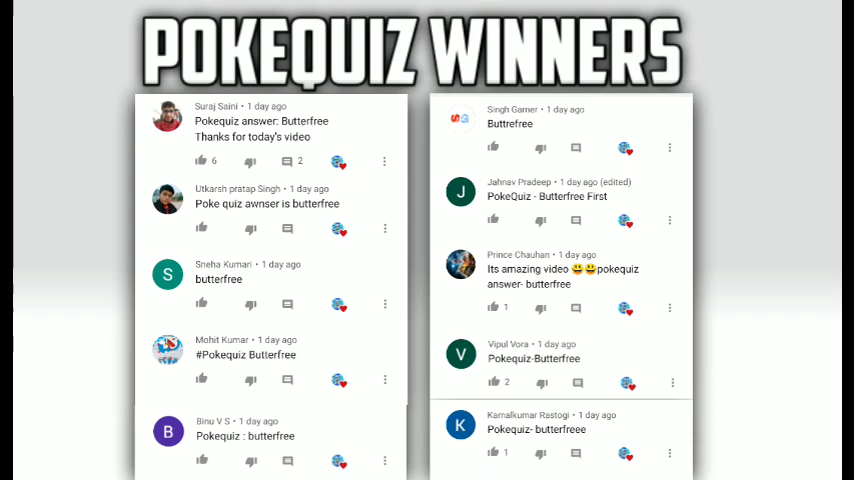 POKEQUIZ WINNERS
Suraj Saini • 1 day ago
Pokequiz answer: Butterfree
Thanks for today's video
6 2
Utkarsh pratap Singh • 1 day ago
Poke quiz awnser is butterfree
Sneha Kumari • 1 day ago
S
butterfree
Mohit Kumar • 1 day ago
#Pokequiz Butterfree
Binu V S • 1 day ago
B
Pokequiz : butterfree
Singh Gamer • 1 day ago
SG
Buttrefree
Jahnav Pradeep • 1 day ago (edited)
J
PokeQuiz - Butterfree First
Prince Chauhan • 1 day ago
Its amazing video 😃😃pokequiz
answer- butterfree
1
Vipul Vora • 1 day ago
V
Pokequiz-Butterfree
2
Kamalkumar Rastogi • 1 day ago
K
Pokequiz- butterfreee
1